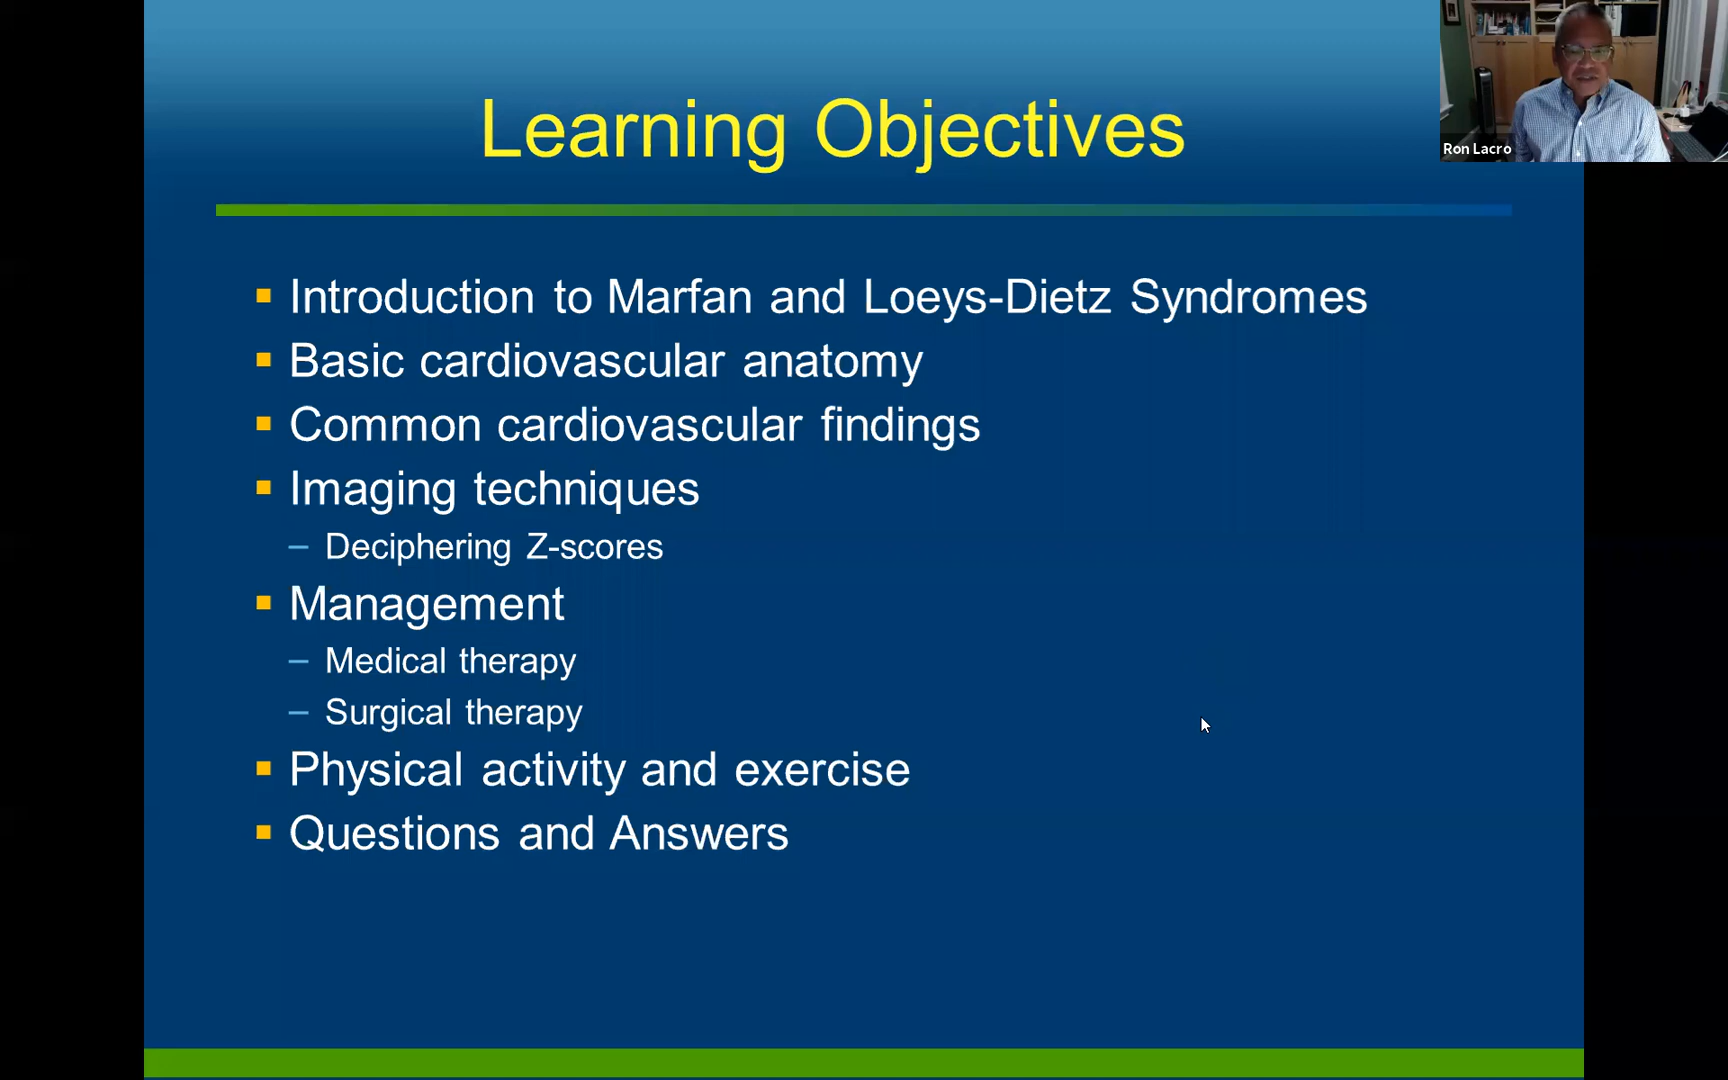 Learning Objectives
Ron Lacro
▪ Introduction to Marfan and Loeys-Dietz Syndromes
▪ Basic cardiovascular anatomy
▪ Common cardiovascular findings
▪ Imaging techniques
– Deciphering Z-scores
▪ Management
– Medical therapy
– Surgical therapy
▪ Physical activity and exercise
▪ Questions and Answers